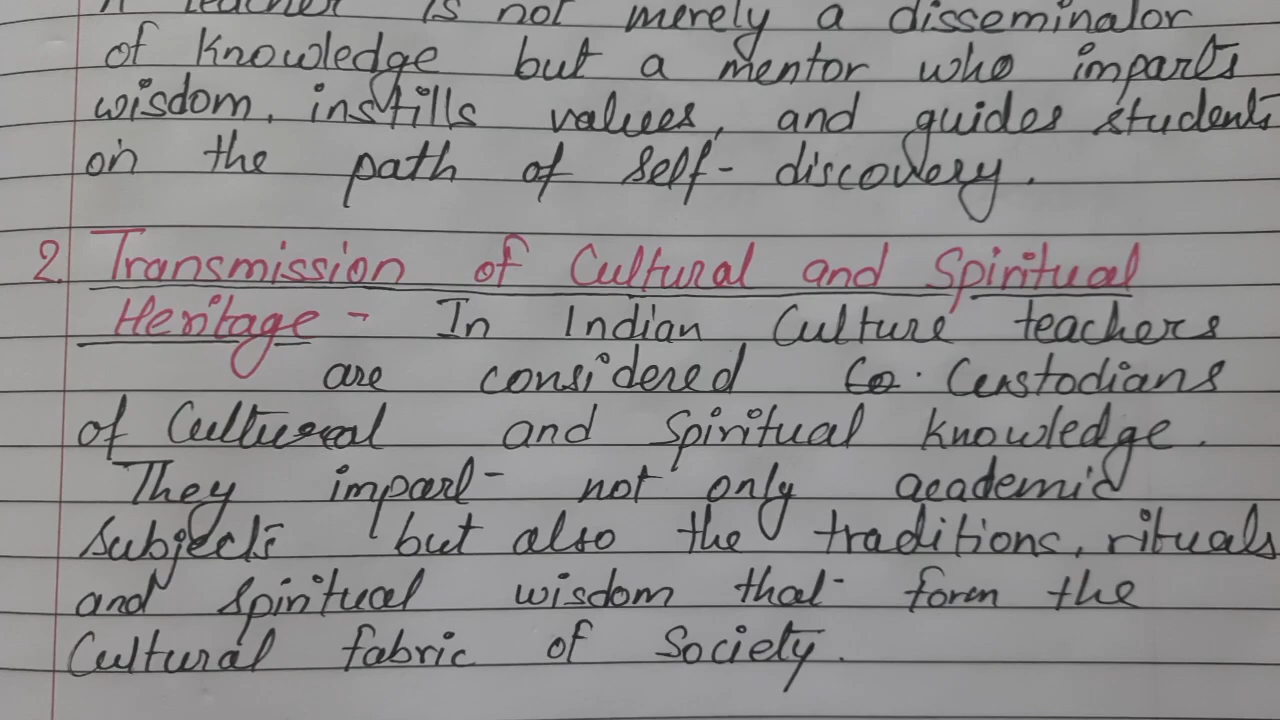 A teacher is not merely a disseminator
of knowledge but a mentor who imparts
wisdom, instills values, and guides students
on the path of self-discovery.
2. Transmission of Cultural and Spiritual
Heritage - In Indian Culture teachers
are considered Custodians
of Cultural and Spiritual knowledge.
They impart not only academic
subjects but also the traditions, rituals
and spiritual wisdom that form the
Cultural fabric of Society.